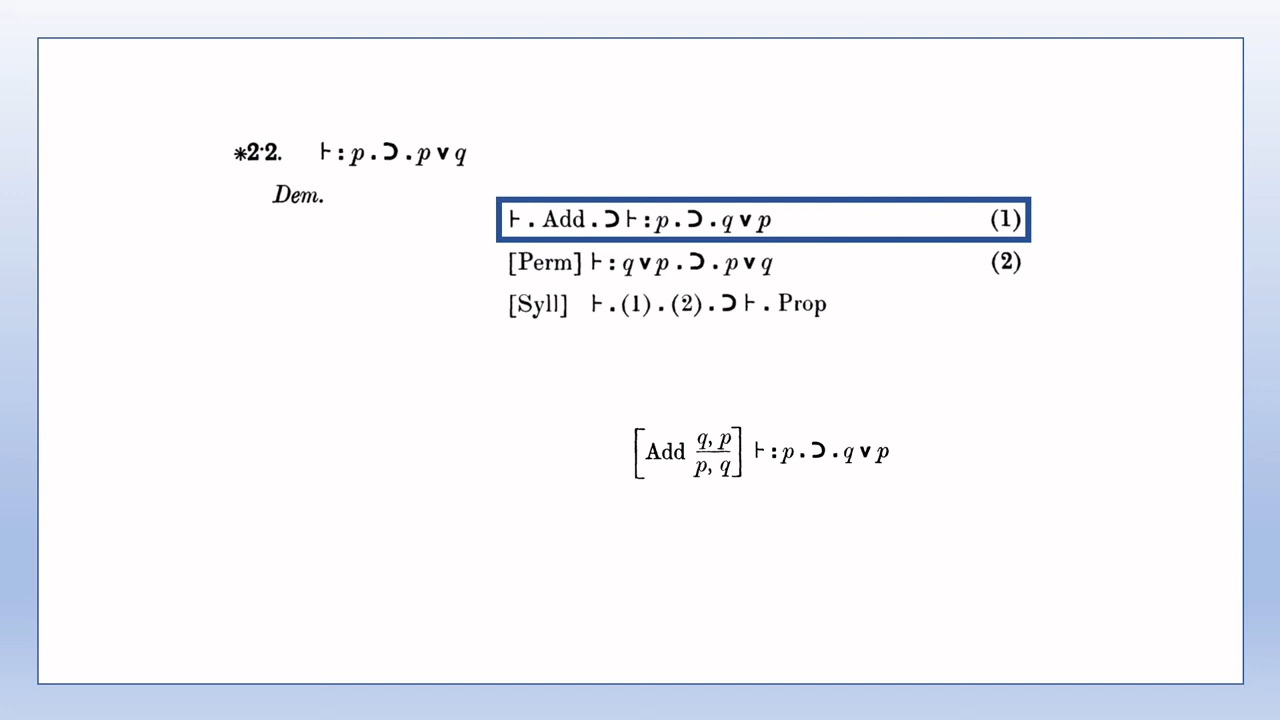 ✳2·2. ⊢ : p . ⊃ . p ∨ q
Dem.
⊢ . Add . ⊃ ⊢ : p . ⊃ . q ∨ p (1)
[Perm] ⊢ : q ∨ p . ⊃ . p ∨ q (2)
[Syll] ⊢ . (1) . (2) . ⊃ ⊢ . Prop
[Add q, p / p, q] ⊢ : p . ⊃ . q ∨ p